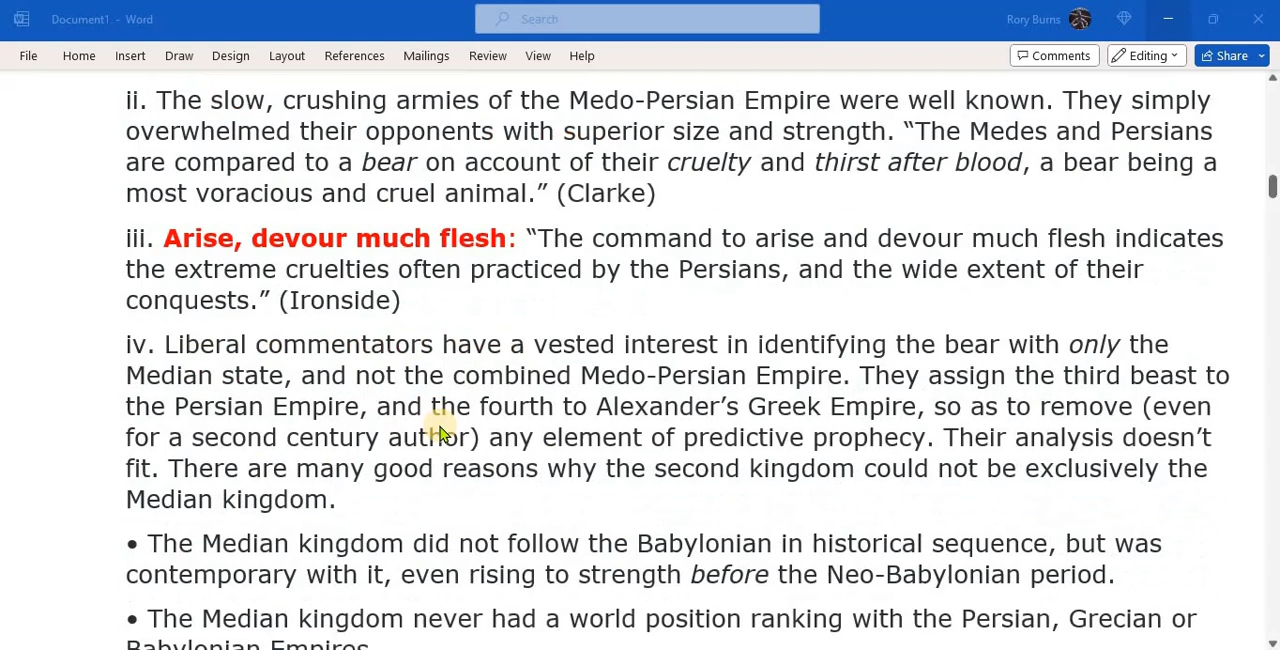 Document1 - Word
Search
Rory Burns
File Home Insert Draw Design Layout References Mailings Review View Help
Comments Editing Share
ii. The slow, crushing armies of the Medo-Persian Empire were well known. They simply
overwhelmed their opponents with superior size and strength. “The Medes and Persians
are compared to a bear on account of their cruelty and thirst after blood, a bear being a
most voracious and cruel animal.” (Clarke)
iii. Arise, devour much flesh: “The command to arise and devour much flesh indicates
the extreme cruelties often practiced by the Persians, and the wide extent of their
conquests.” (Ironside)
iv. Liberal commentators have a vested interest in identifying the bear with only the
Median state, and not the combined Medo-Persian Empire. They assign the third beast to
the Persian Empire, and the fourth to Alexander’s Greek Empire, so as to remove (even
for a second century author) any element of predictive prophecy. Their analysis doesn’t
fit. There are many good reasons why the second kingdom could not be exclusively the
Median kingdom.
• The Median kingdom did not follow the Babylonian in historical sequence, but was
contemporary with it, even rising to strength before the Neo-Babylonian period.
• The Median kingdom never had a world position ranking with the Persian, Grecian or
Babylonian Empires.